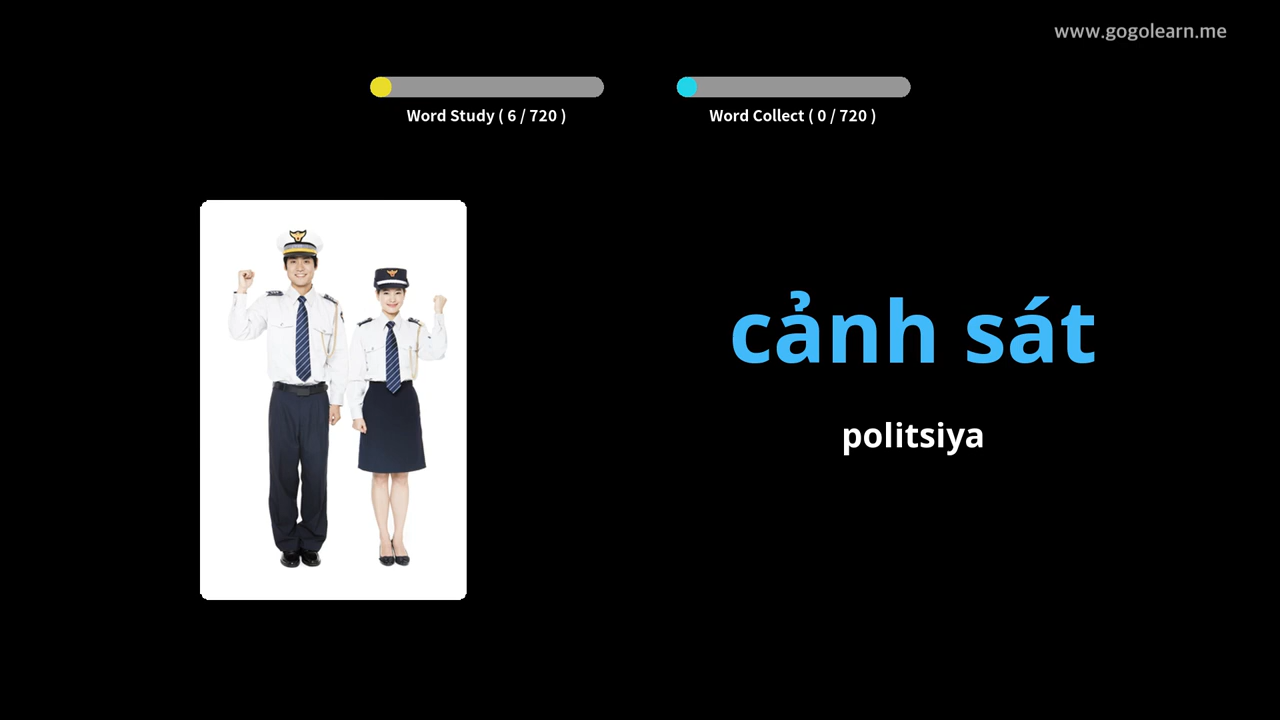 www.gogolearn.me
Word Study ( 6 / 720 )
Word Collect ( 0 / 720 )
cảnh sát
politsiya